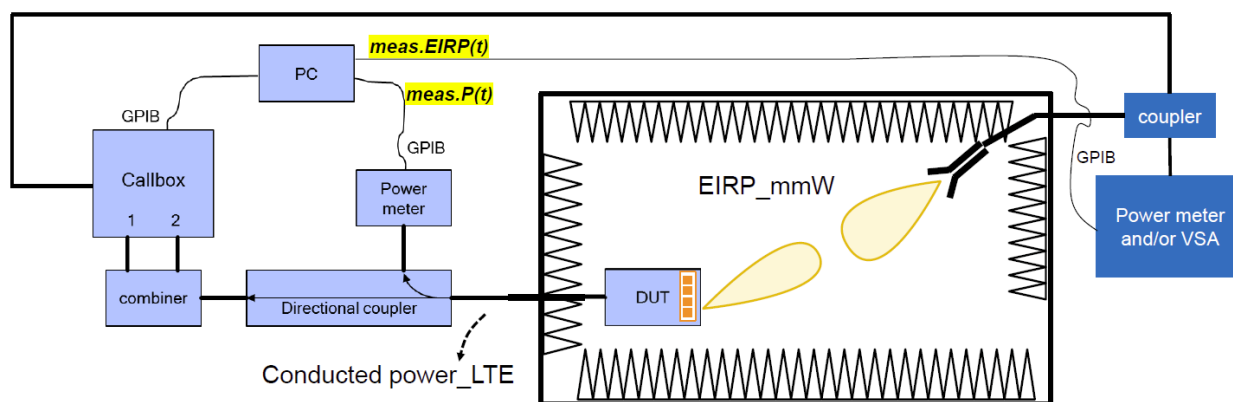 meas.EIRP(t)
PC
meas.P(t)
GPIB
coupler
GPIB
GPIB
Callbox
1 2
Power
meter
EIRP_mmW
Power meter
and/or VSA
combiner
Directional coupler
DUT
Conducted power_LTE